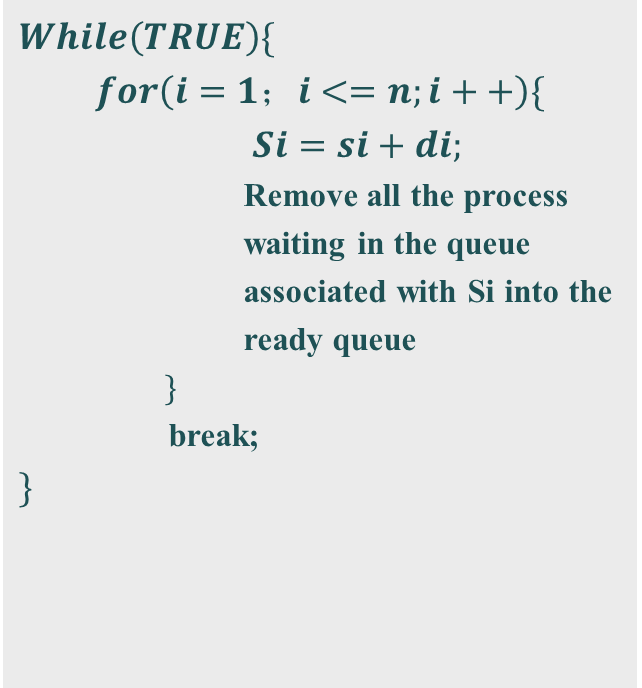 While(TRUE){
for(i = 1; i <= n;i + +){
Si = si + di;
Remove all the process
waiting in the queue
associated with Si into the
ready queue
}
break;
}